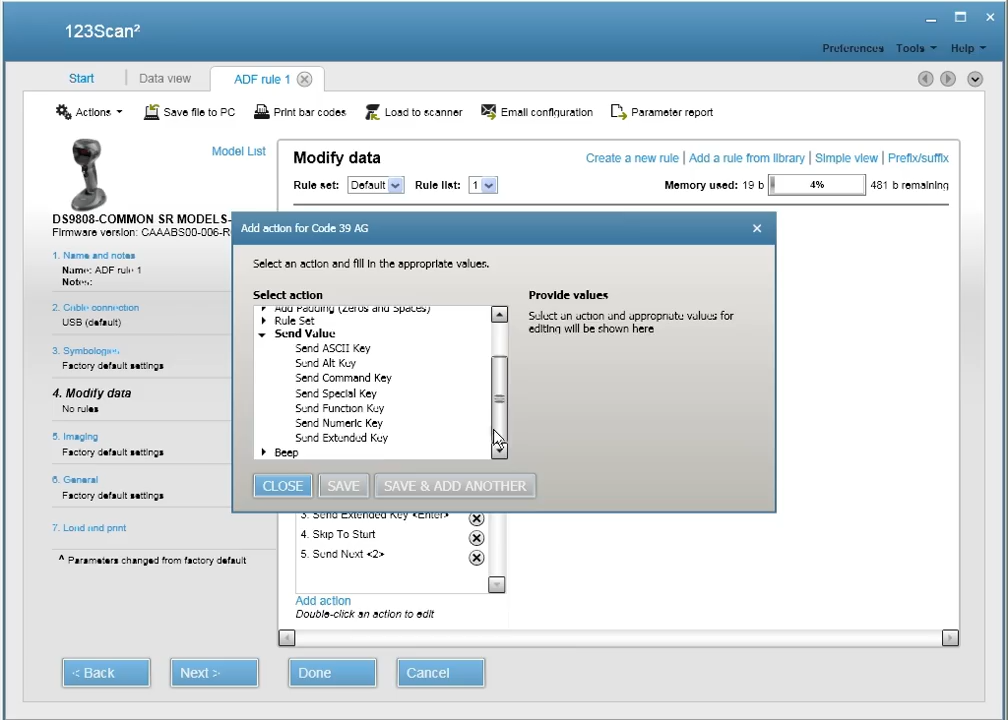 123Scan²
Preferences Tools Help
Start Data view ADF rule 1
Actions Save file to PC Print bar codes Load to scanner Email configuration Parameter report
Model List
Modify data
Create a new rule | Add a rule from library | Simple view | Prefix/suffix
Rule set: Default Rule list: 1 Memory used: 19 b 4% 481 b remaining
DS9808-COMMON SR MODELS-
Firmware version: CAAABS00-006-R
1. Name and notes
Name: ADF rule 1
Notes:
2. Cable connection
USB (default)
3. Symbologies
Factory default settings
4. Modify data
No rules
5. Imaging
Factory default settings
6. General
Factory default settings
7. Load and print
^ Parameters changed from factory default
Add action for Code 39 AG
Select an action and fill in the appropriate values.
Select action
Add Padding (Zeros and Spaces)
Rule Set
Send Value
Send ASCII Key
Send Alt Key
Send Command Key
Send Special Key
Send Function Key
Send Numeric Key
Send Extended Key
Beep
Provide values
Select an action and appropriate values for
editing will be shown here
CLOSE SAVE SAVE & ADD ANOTHER
3. Send Extended Key <Enter>
4. Skip To Start
5. Send Next <2>
Add action
Double-click an action to edit
< Back Next > Done Cancel